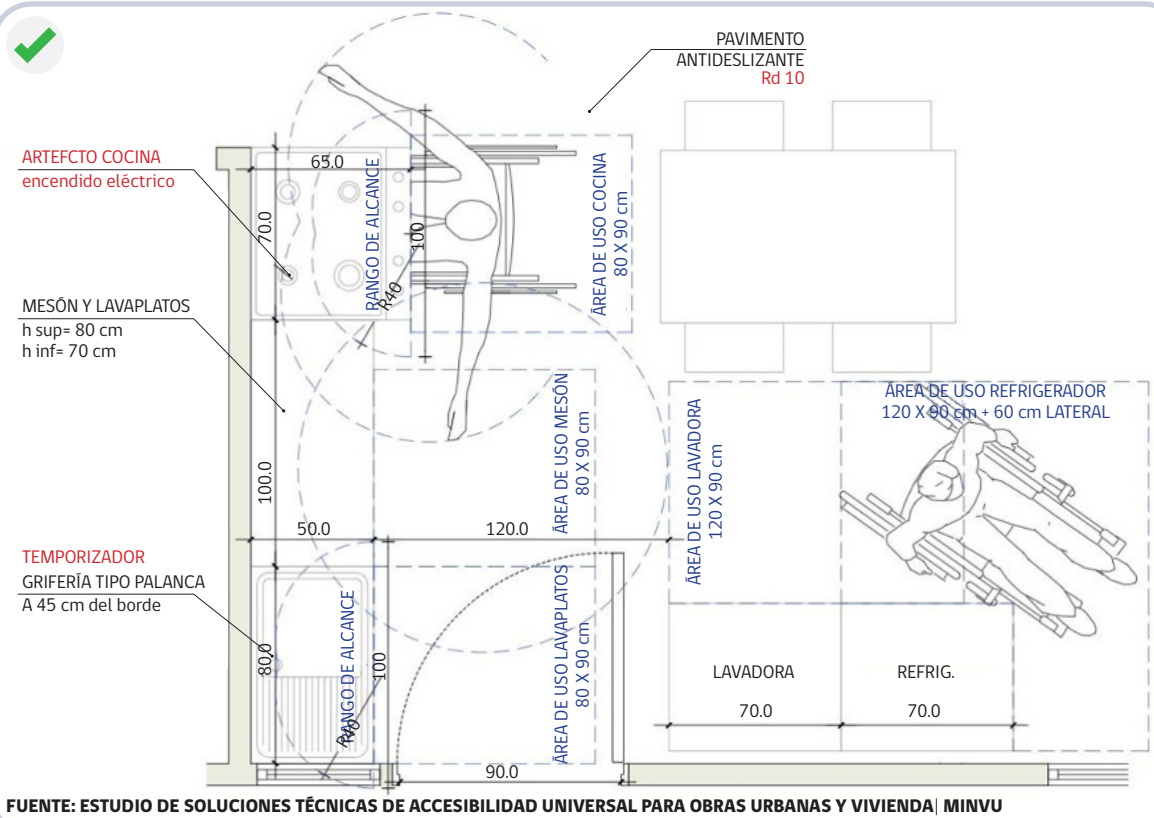 PAVIMENTO
ANTIDESLIZANTE
Rd 10
ARTEFCTO COCINA
encendido eléctrico
65.0
70.0
RANGO DE ALCANCE
100
R40
ÁREA DE USO COCINA
80 X 90 cm
MESÓN Y LAVAPLATOS
h sup= 80 cm
h inf= 70 cm
100.0
ÁREA DE USO MESÓN
80 X 90 cm
ÁREA DE USO LAVADORA
120 X 90 cm
ÁREA DE USO REFRIGERADOR
120 X 90 cm + 60 cm LATERAL
50.0
120.0
TEMPORIZADOR
GRIFERÍA TIPO PALANCA
A 45 cm del borde
80.0
RANGO DE ALCANCE
100
R40
ÁREA DE USO LAVAPLATOS
80 X 90 cm
LAVADORA
REFRIG.
70.0
70.0
90.0
FUENTE: ESTUDIO DE SOLUCIONES TÉCNICAS DE ACCESIBILIDAD UNIVERSAL PARA OBRAS URBANAS Y VIVIENDA| MINVU